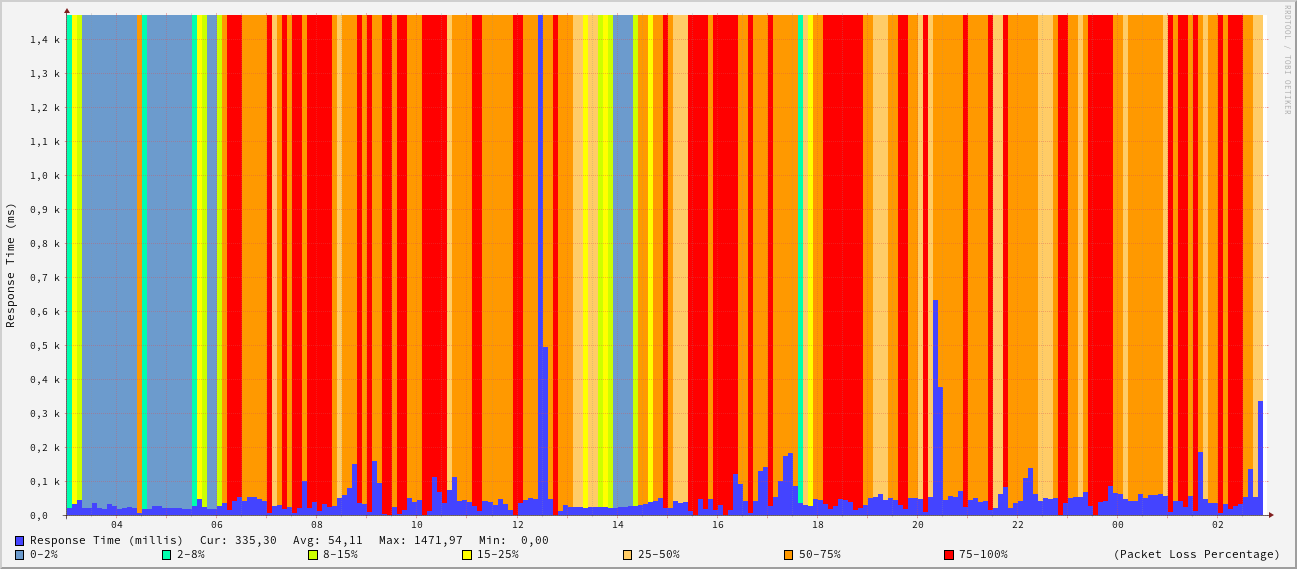 RRDTOOL / TOBI OETIKER
Response Time (ms)
1,4 k
1,3 k
1,2 k
1,1 k
1,0 k
0,9 k
0,8 k
0,7 k
0,6 k
0,5 k
0,4 k
0,3 k
0,2 k
0,1 k
0,0
04 06 08 10 12 14 16 18 20 22 00 02
Response Time (millis) Cur: 335,30 Avg: 54,11 Max: 1471,97 Min: 0,00
0-2% 2-8% 8-15% 15-25% 25-50% 50-75% 75-100% (Packet Loss Percentage)